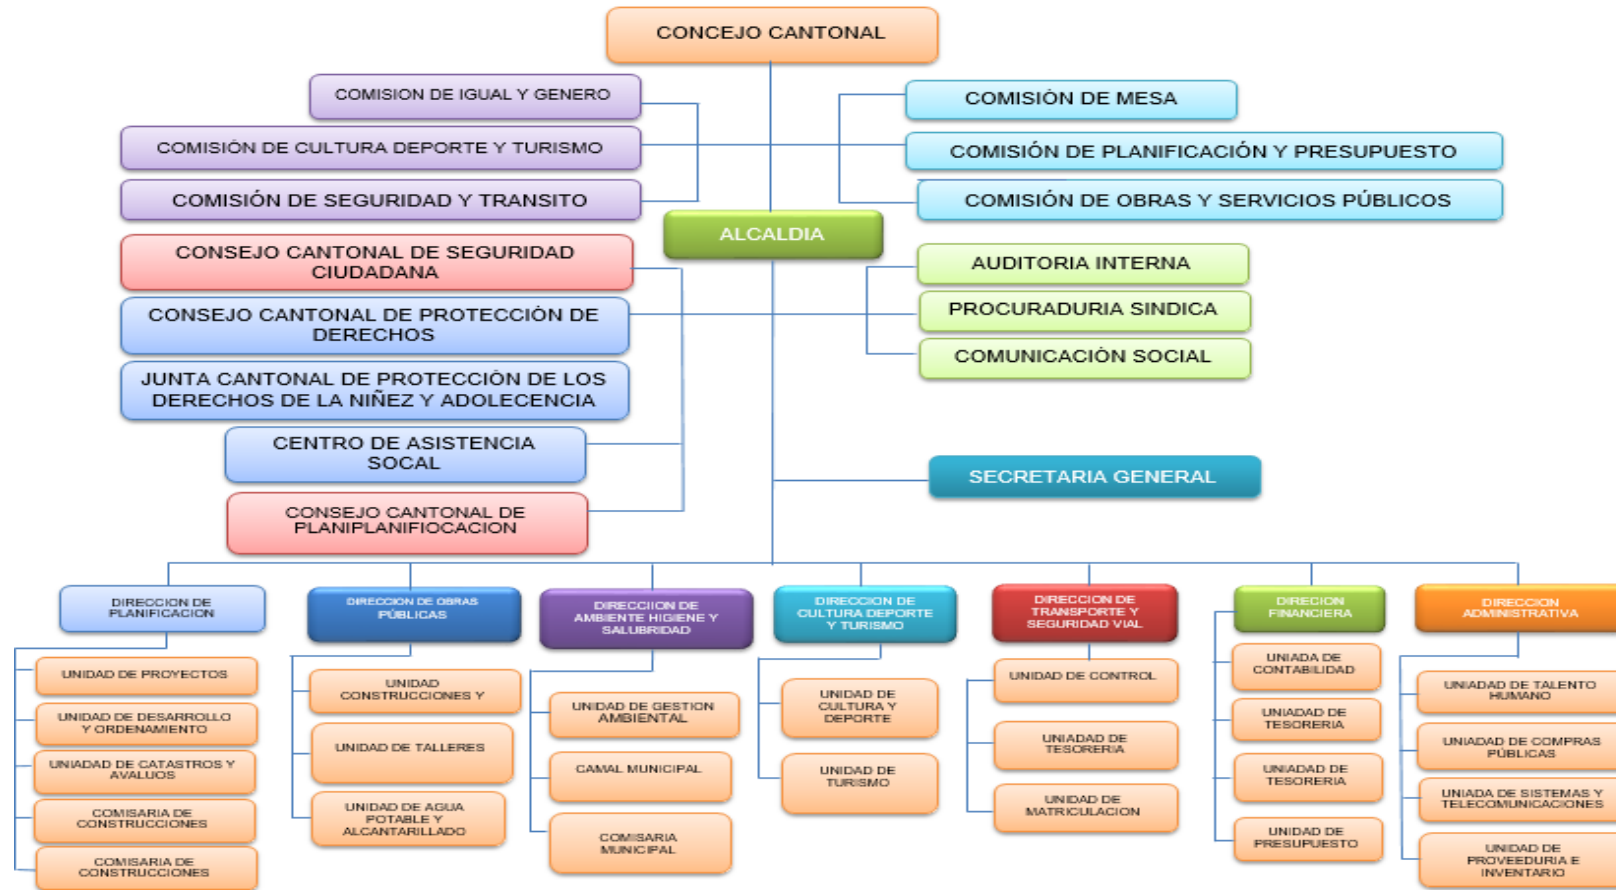 CONCEJO CANTONAL
COMISION DE IGUAL Y GENERO
COMISIÓN DE CULTURA DEPORTE Y TURISMO
COMISIÓN DE SEGURIDAD Y TRANSITO
COMISIÓN DE MESA
COMISIÓN DE PLANIFICACIÓN Y PRESUPUESTO
COMISIÓN DE OBRAS Y SERVICIOS PÚBLICOS
ALCALDIA
CONSEJO CANTONAL DE SEGURIDAD
CIUDADANA
CONSEJO CANTONAL DE PROTECCIÓN DE
DERECHOS
JUNTA CANTONAL DE PROTECCIÓN DE LOS
DERECHOS DE LA NIÑEZ Y ADOLECENCIA
CENTRO DE ASISTENCIA
SOCAL
CONSEJO CANTONAL DE
PLANIPLANIFIOCACION
AUDITORIA INTERNA
PROCURADURIA SINDICA
COMUNICACIÓN SOCIAL
SECRETARIA GENERAL
DIRECCION DE
PLANIFICACION
UNIDAD DE PROYECTOS
UNIDAD DE DESARROLLO
Y ORDENAMIENTO
UNIADAD DE CATASTROS Y
AVALUOS
COMISARIA DE
CONSTRUCCIONES
COMISARIA DE
CONSTRUCCIONES
DIRECCION DE OBRAS
PÚBLICAS
UNIDAD
CONSTRUCCIONES Y
UNIDAD DE TALLERES
UNIDAD DE AGUA
POTABLE Y
ALCANTARILLADO
DIRECCIION DE
AMBIENTE HIGIENE Y
SALUBRIDAD
UNIDAD DE GESTION
AMBIENTAL
CAMAL MUNICIPAL
COMISARIA
MUNICIPAL
DIRECCION DE
CULTURA DEPORTE
Y TURISMO
UNIDAD DE
CULTURA Y
DEPORTE
UNIDAD DE
TURISMO
DIRECCION DE
TRANSPORTE Y
SEGURIDAD VIAL
UNIDAD DE CONTROL
UNIADAD DE
TESORERIA
UNIDAD DE
MATRICULACION
DIRECION
FINANCIERA
UNIADA DE
CONTABILIDAD
UNIADAD DE
TESORERIA
UNIADAD DE
TESORERIA
UNIDAD DE
PRESUPUESTO
DIRECCION
ADMINISTRATIVA
UNIADAD DE TALENTO
HUMANO
UNIADAD DE COMPRAS
PÚBLICAS
UNIADA DE SISTEMAS Y
TELECOMUNICACIONES
UNIDAD DE
PROVEEDURIA E
INVENTARIO